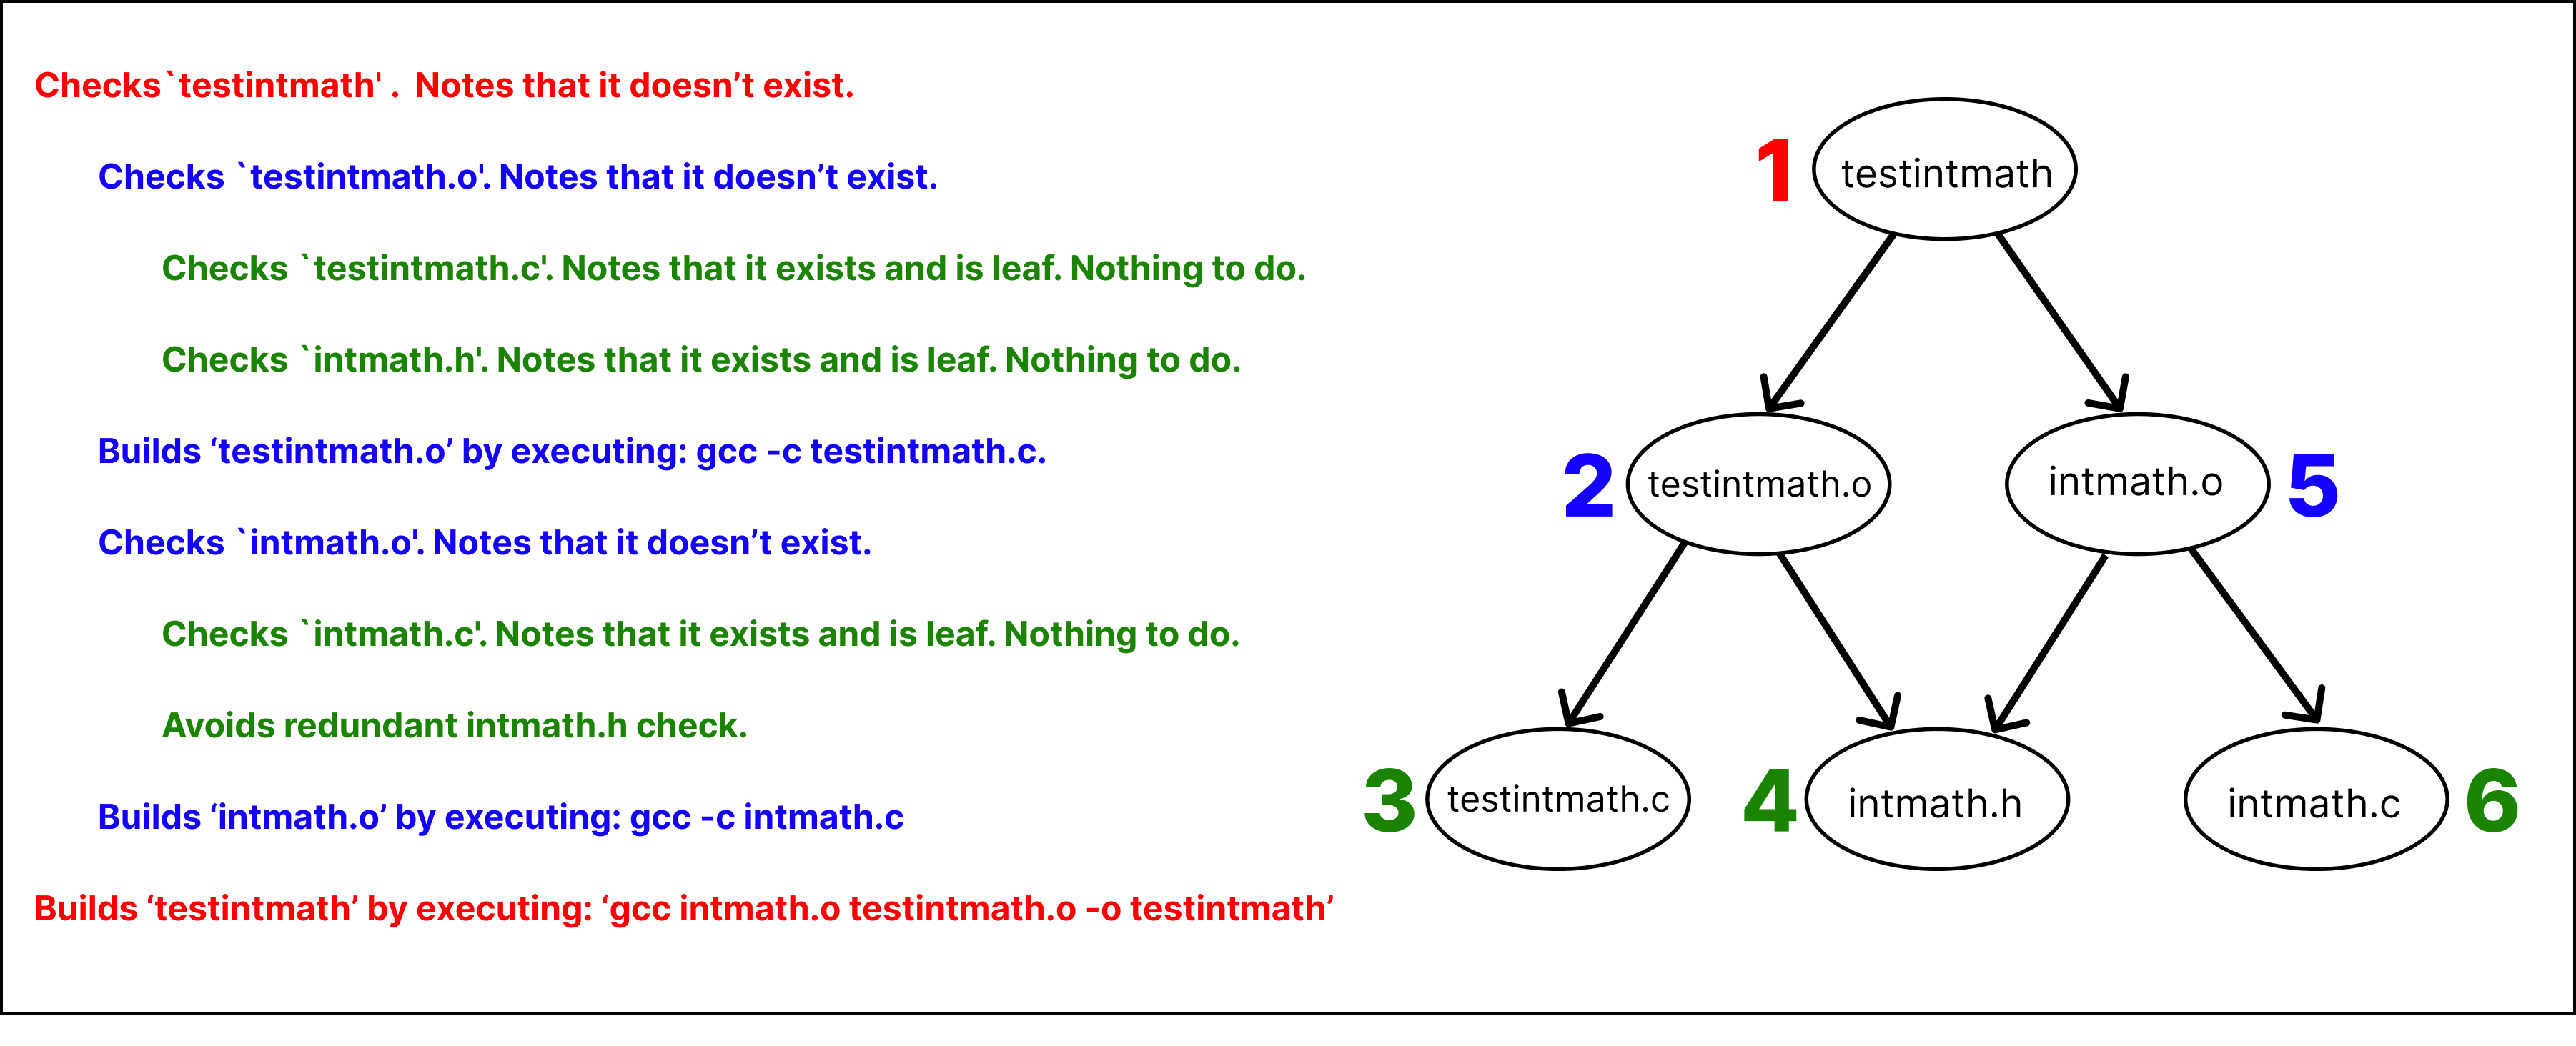 Checks`testintmath' .  Notes that it doesn’t exist.
Checks `testintmath.o'. Notes that it doesn’t exist.
Checks `testintmath.c'. Notes that it exists and is leaf. Nothing to do.
Checks `intmath.h'. Notes that it exists and is leaf. Nothing to do.
Builds ‘testintmath.o’ by executing: gcc -c testintmath.c.
Checks `intmath.o'. Notes that it doesn’t exist.
Checks `intmath.c'. Notes that it exists and is leaf. Nothing to do.
Avoids redundant intmath.h check.
Builds ‘intmath.o’ by executing: gcc -c intmath.c
Builds ‘testintmath’ by executing: ‘gcc intmath.o testintmath.o -o testintmath’
1 testintmath
2 testintmath.o
intmath.o 5
3 testintmath.c
4 intmath.h
intmath.c 6